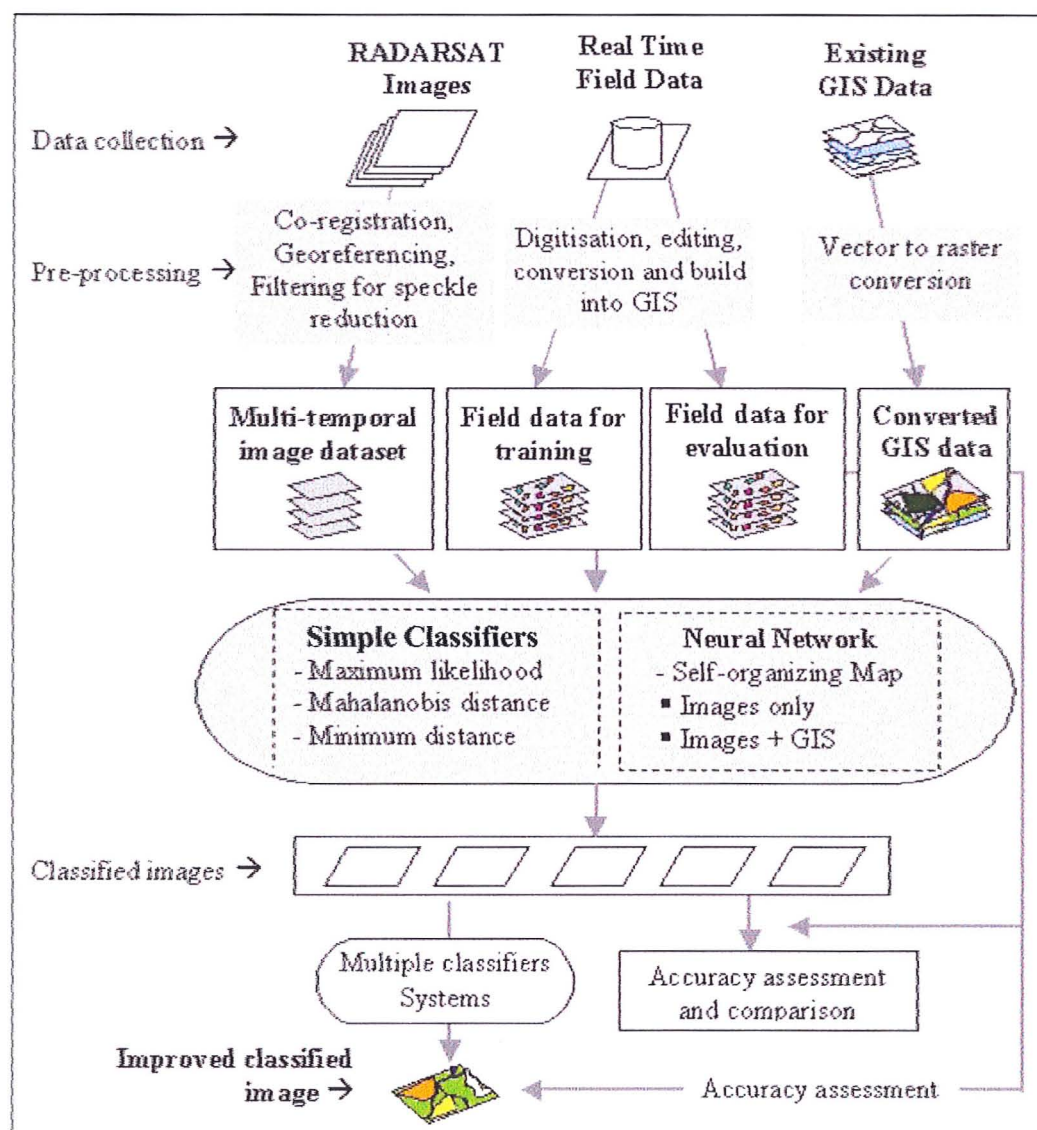 RADARSAT
Images
Real Time
Field Data
Existing
GIS Data
Data collection →
Pre-processing →
Co-registration,
Georeferencing,
Filtering for speckle
reduction
Digitisation, editing,
conversion and build
into GIS
Vector to raster
conversion
Multi-temporal
image dataset
Field data for
training
Field data for
evaluation
Converted
GIS data
Simple Classifiers
- Maximum likelihood
- Mahalanobis distance
- Minimum distance
Neural Network
- Self-organizing Map
▪ Images only
▪ Images + GIS
Classified images →
Multiple classifiers
Systems
Accuracy assessment
and comparison
Improved classified
image →
Accuracy assessment